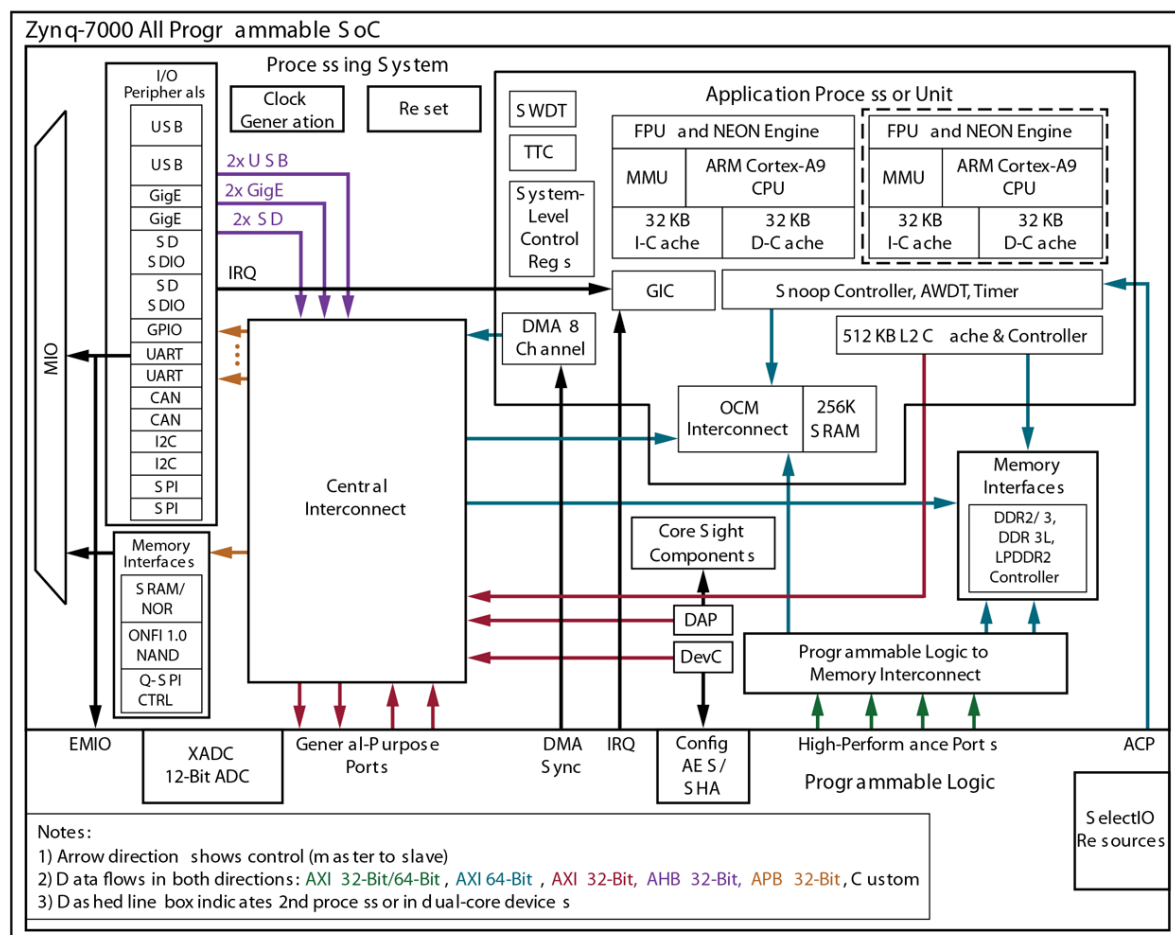 Zynq-7000 All Programmable SoC
Processing System
I/O
Peripherals
USB
USB
GigE
GigE
SD
SDIO
SD
SDIO
GPIO
UART
UART
CAN
CAN
I2C
I2C
SPI
SPI
MIO
Clock
Generation
Reset
2x USB
2x GigE
2x SD
IRQ
Application Processor Unit
SWDT
TTC
System-
Level
Control
Regs
FPU and NEON Engine
MMU
ARM Cortex-A9
CPU
32 KB
I-Cache
32 KB
D-Cache
FPU and NEON Engine
MMU
ARM Cortex-A9
CPU
32 KB
I-Cache
32 KB
D-Cache
GIC
Snoop Controller, AWDT, Timer
DMA 8
Channel
512 KB L2 Cache & Controller
OCM
Interconnect
256K
SRAM
Central
Interconnect
Memory
Interfaces
DDR2/ 3,
DDR 3L,
LPDDR2
Controller
CoreSight
Components
DAP
DevC
Memory
Interfaces
SRAM/
NOR
ONFI 1.0
NAND
Q-SPI
CTRL
Programmable Logic to
Memory Interconnect
EMIO
XADC
12-Bit ADC
General-Purpose
Ports
DMA
Sync
IRQ
Config
AES/
SHA
High-Performance Ports
ACP
Programmable Logic
SelectIO
Resources
Notes:
1) Arrow direction shows control (master to slave)
2) Data flows in both directions: AXI 32-Bit/64-Bit, AXI 64-Bit, AXI 32-Bit, AHB 32-Bit, APB 32-Bit, Custom
3) Dashed line box indicates 2nd processor in dual-core devices